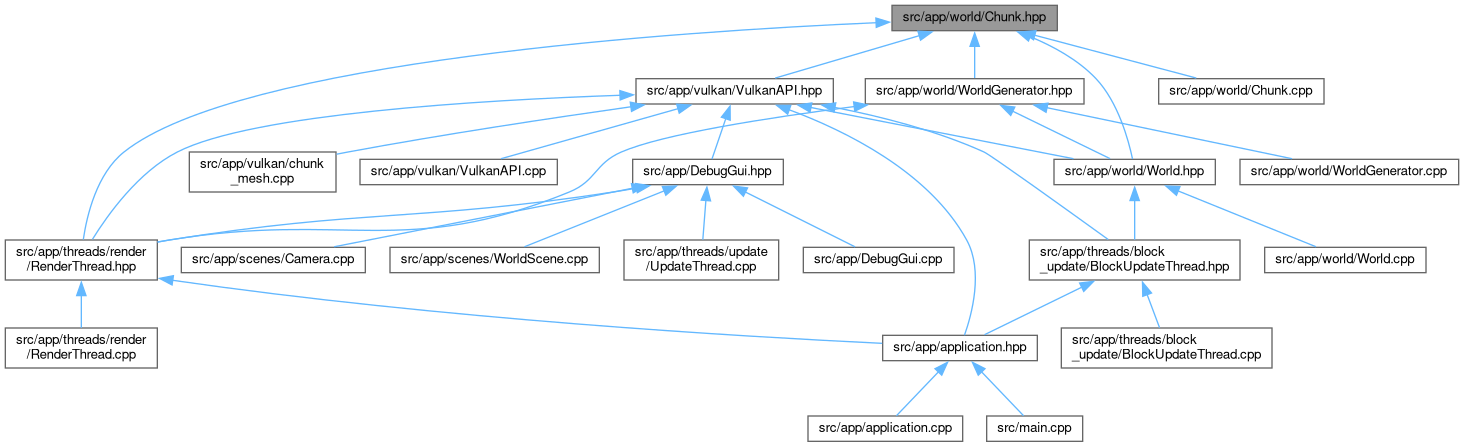 src/app/world/Chunk.hpp
src/app/vulkan/VulkanAPI.hpp
src/app/world/WorldGenerator.hpp
src/app/world/Chunk.cpp
src/app/vulkan/chunk
_mesh.cpp
src/app/vulkan/VulkanAPI.cpp
src/app/DebugGui.hpp
src/app/world/World.hpp
src/app/world/WorldGenerator.cpp
src/app/threads/render
/RenderThread.hpp
src/app/scenes/Camera.cpp
src/app/scenes/WorldScene.cpp
src/app/threads/update
/UpdateThread.cpp
src/app/DebugGui.cpp
src/app/threads/block
_update/BlockUpdateThread.hpp
src/app/world/World.cpp
src/app/threads/render
/RenderThread.cpp
src/app/application.hpp
src/app/threads/block
_update/BlockUpdateThread.cpp
src/app/application.cpp
src/main.cpp